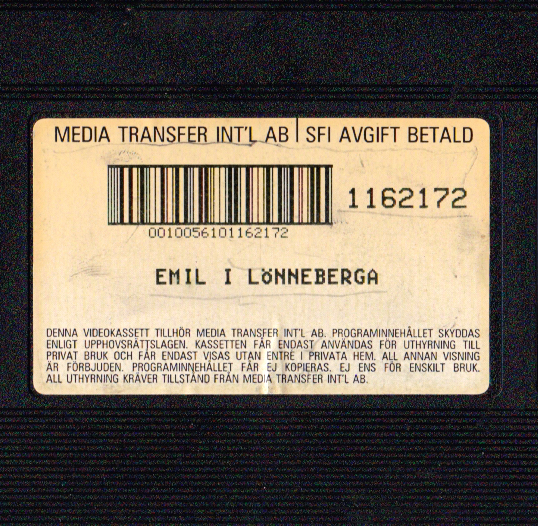 MEDIA TRANSFER INT'L AB | SFI AVGIFT BETALD
1162172
0010056101162172
EMIL I LÖNNEBERGA
DENNA VIDEOKASSETT TILLHÖR MEDIA TRANSFER INT'L AB. PROGRAMINNEHÅLLET SKYDDAS
ENLIGT UPPHOVSRÄTTSLAGEN. KASSETTEN FÅR ENDAST ANVÄNDAS FÖR UTHYRNING TILL
PRIVAT BRUK OCH FÅR ENDAST VISAS UTAN ENTRE I PRIVATA HEM. ALL ANNAN VISNING
ÄR FÖRBJUDEN. PROGRAMINNEHÅLLET FÅR EJ KOPIERAS. EJ ENS FÖR ENSKILT BRUK.
ALL UTHYRNING KRÄVER TILLSTÅND FRÅN MEDIA TRANSFER INT'L AB.